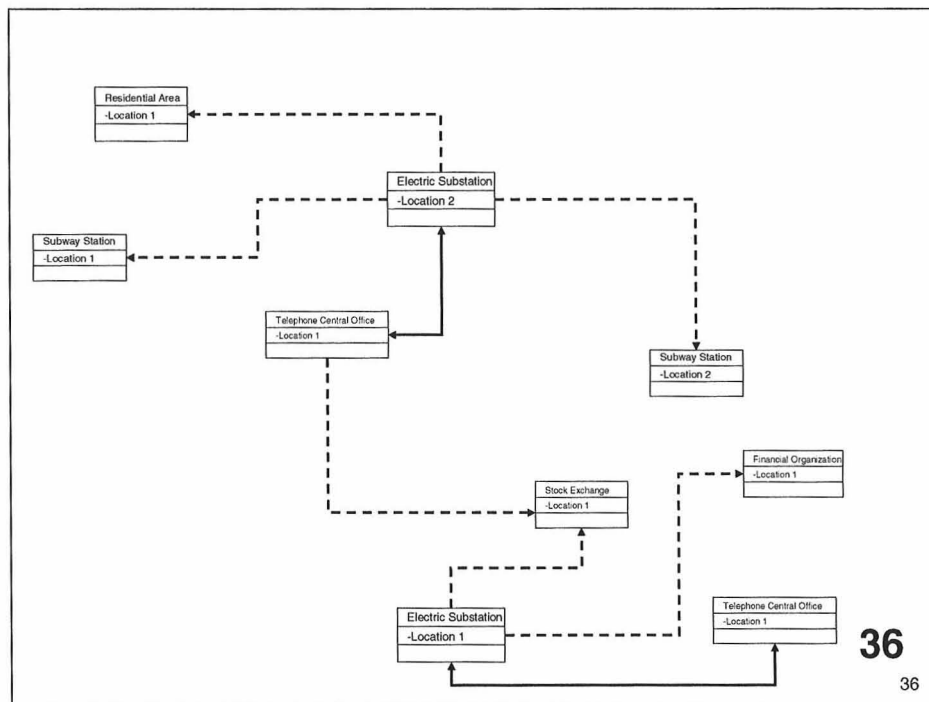 Residential Area
-Location 1
Electric Substation
-Location 2
Subway Station
-Location 1
Telephone Central Office
-Location 1
Subway Station
-Location 2
Financial Organization
-Location 1
Stock Exchange
-Location 1
Electric Substation
-Location 1
Telephone Central Office
-Location 1
36
36